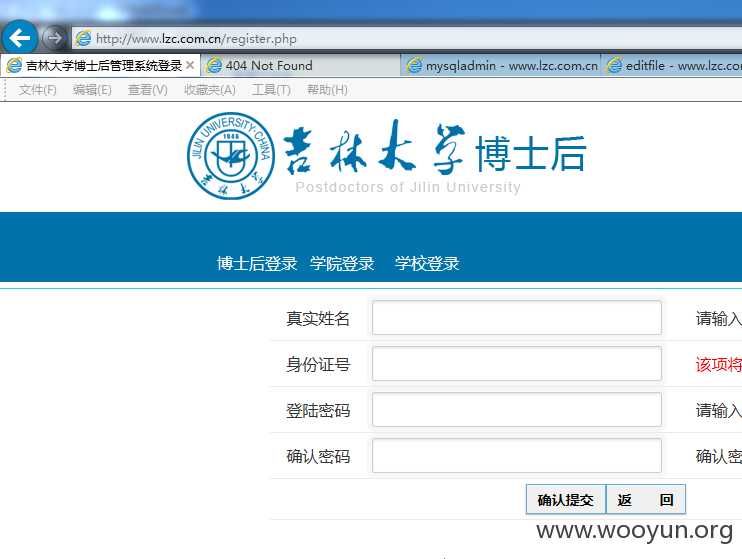 http://www.lzc.com.cn/register.php
吉林大学博士后管理系统登录 404 Not Found mysqladmin - www.lzc.com.cn editfile - www.lzc.co
文件(F) 编辑(E) 查看(V) 收藏夹(A) 工具(T) 帮助(H)
JILIN UNIVERSITY·CHINA
1946
吉林大学
吉林大学 博士后
Postdoctors of Jilin University
博士后登录 学院登录 学校登录
真实姓名 请输入
身份证号 该项将
登陆密码 请输入
确认密码 确认密
确认提交 返 回
www.wooyun.org